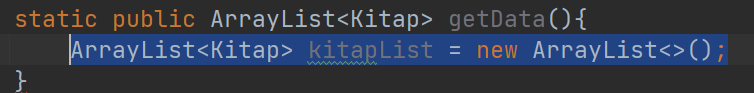 static public ArrayList<Kitap> getData(){
ArrayList<Kitap> kitapList = new ArrayList<>();
}